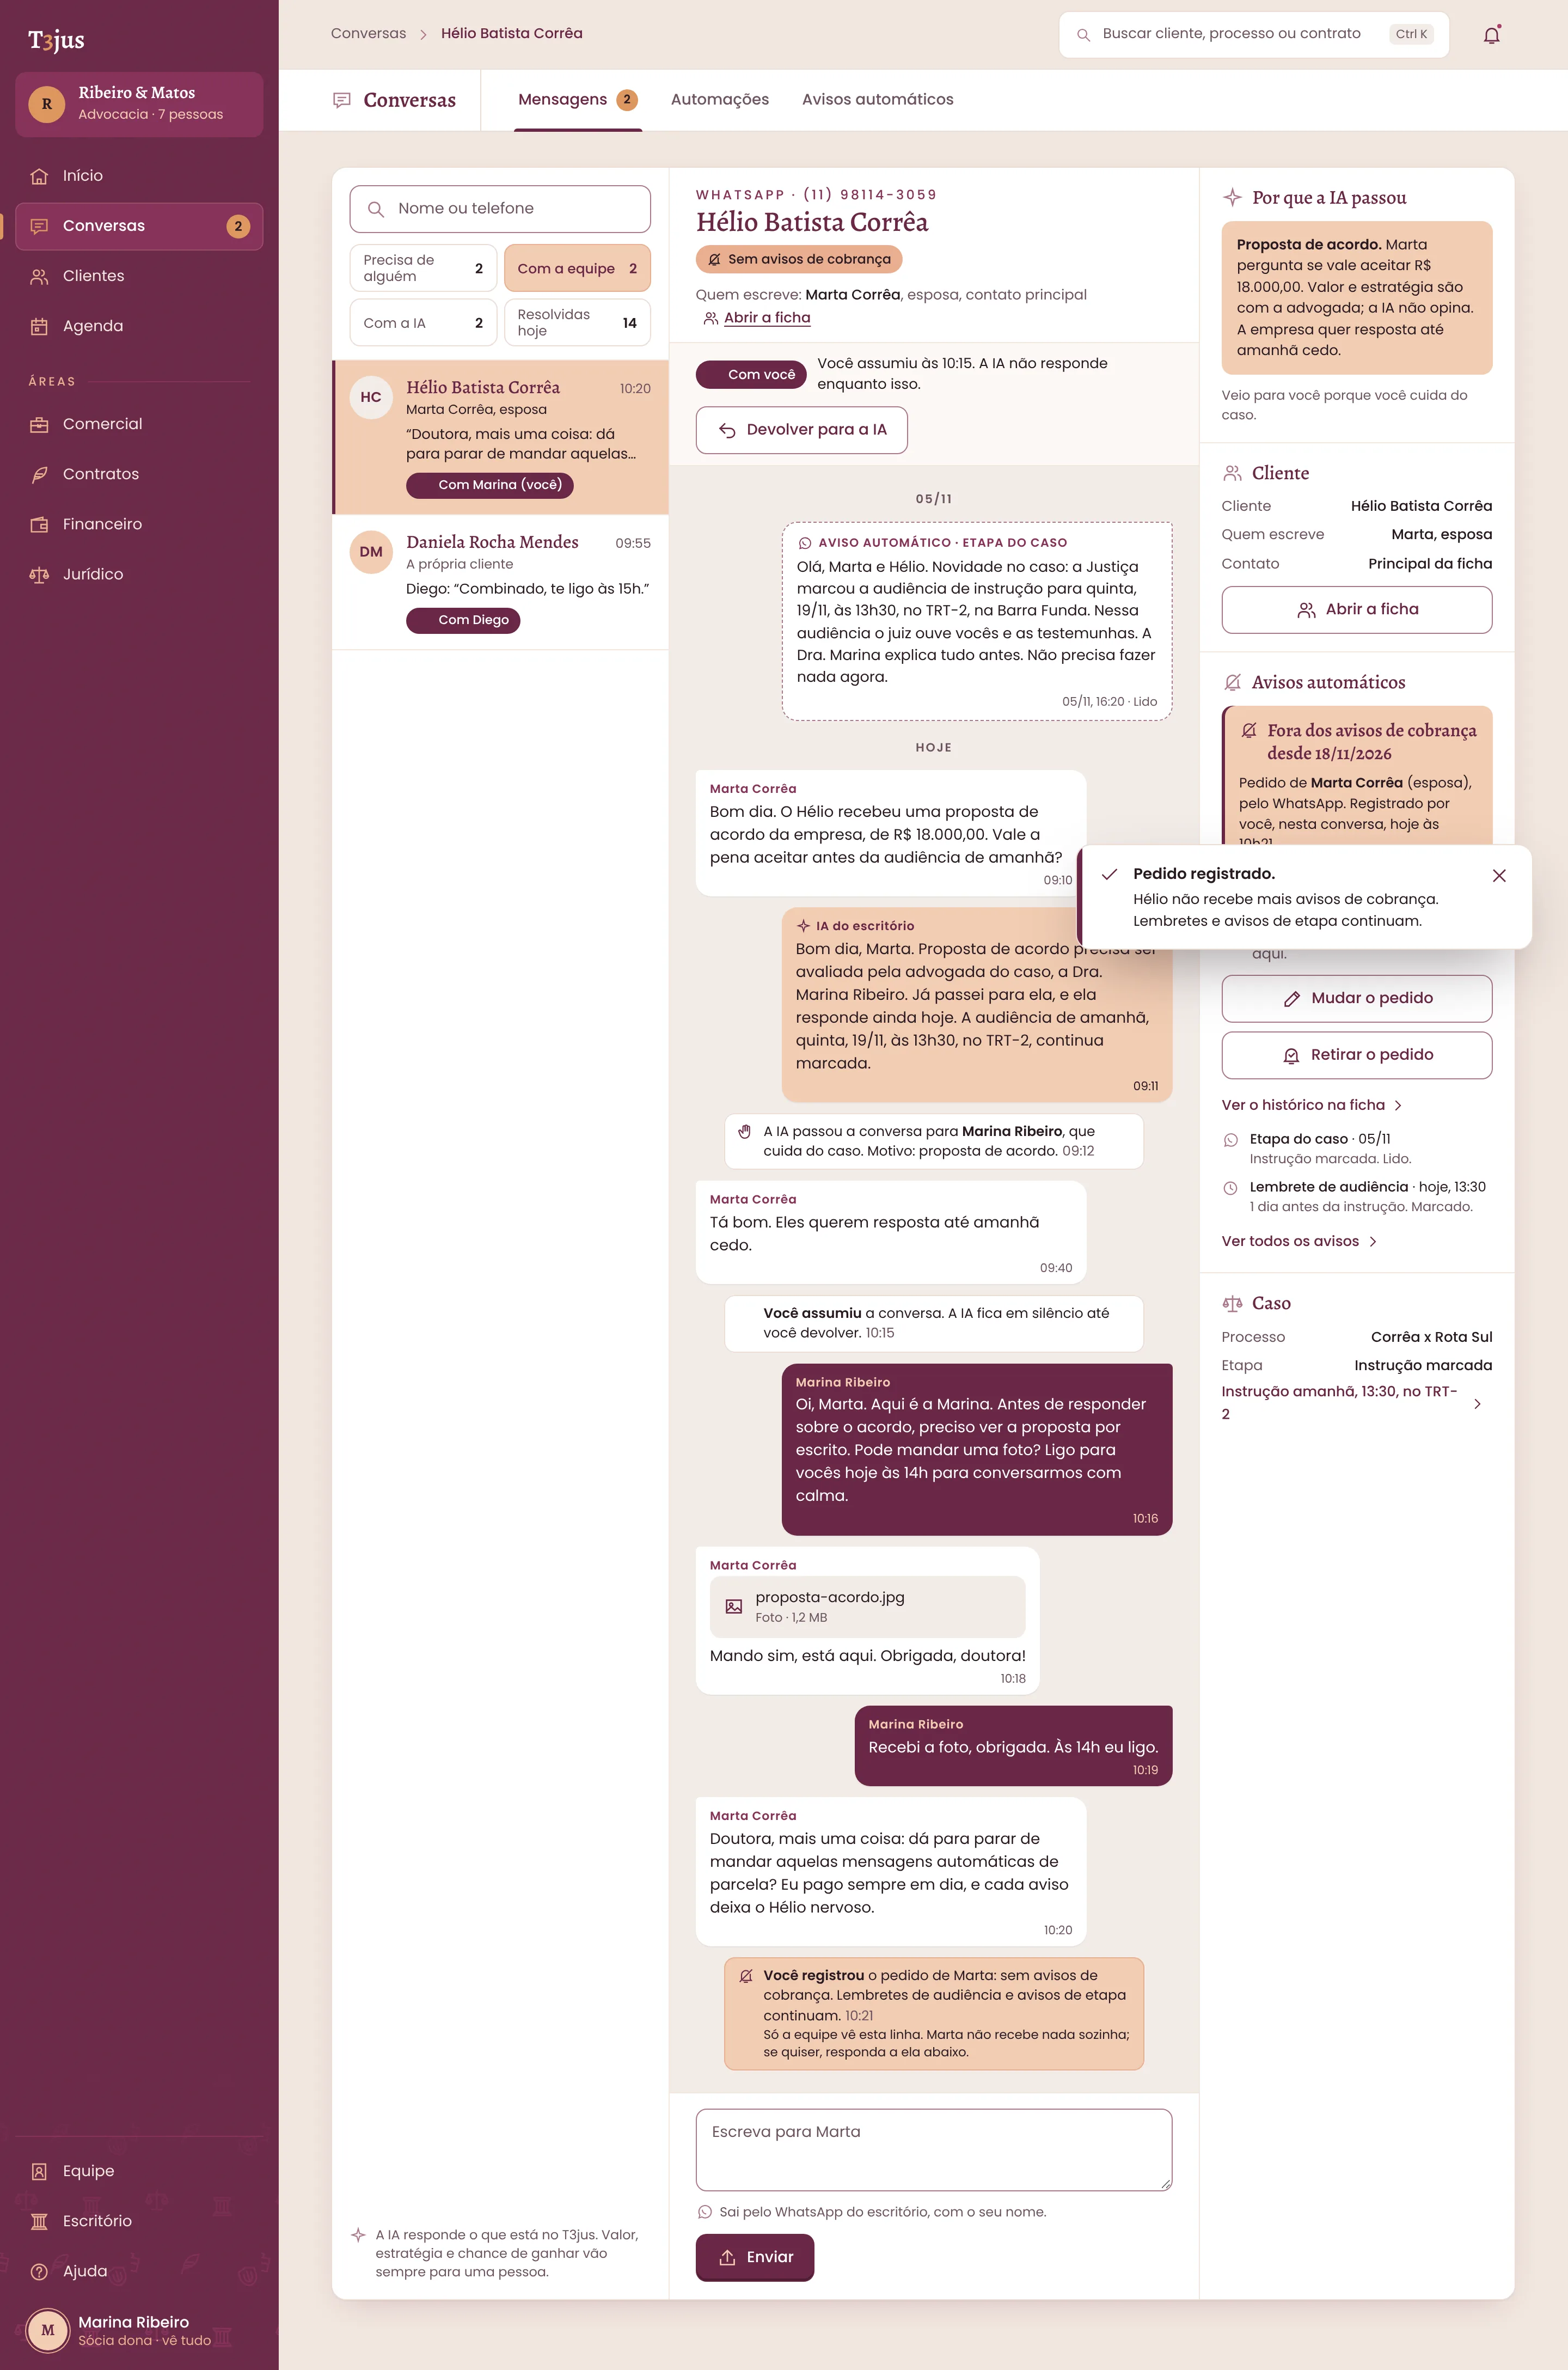 T3jus
R
Ribeiro & Matos
Advocacia · 7 pessoas
Início
Conversas
2
Clientes
Agenda
ÁREAS
Comercial
Contratos
Financeiro
Jurídico
Equipe
Escritório
Ajuda
M
Marina Ribeiro
Sócia dona · vê tudo
Conversas
Hélio Batista Corrêa
Buscar cliente, processo ou contrato
Ctrl K
Conversas
Mensagens 2
Automações
Avisos automáticos
Nome ou telefone
Precisa de
alguém
2
Com a equipe 2
Com a IA 2
Resolvidas
hoje
14
HC
Hélio Batista Corrêa
10:20
Marta Corrêa, esposa
“Doutora, mais uma coisa: dá
para parar de mandar aquelas…
Com Marina (você)
DM
Daniela Rocha Mendes
09:55
A própria cliente
Diego: “Combinado, te ligo às 15h.”
Com Diego
A IA responde o que está no T3jus. Valor,
estratégia e chance de ganhar vão
sempre para uma pessoa.
WHATSAPP · (11) 98114-3059
Hélio Batista Corrêa
Sem avisos de cobrança
Quem escreve: Marta Corrêa, esposa, contato principal
Abrir a ficha
Com você
Você assumiu às 10:15. A IA não responde
enquanto isso.
Devolver para a IA
05/11
AVISO AUTOMÁTICO · ETAPA DO CASO
Olá, Marta e Hélio. Novidade no caso: a Justiça
marcou a audiência de instrução para quinta,
19/11, às 13h30, no TRT-2, na Barra Funda. Nessa
audiência o juiz ouve vocês e as testemunhas. A
Dra. Marina explica tudo antes. Não precisa fazer
nada agora.
05/11, 16:20 · Lido
HOJE
Marta Corrêa
Bom dia. O Hélio recebeu uma proposta de
acordo da empresa, de R$ 18.000,00. Vale a
pena aceitar antes da audiência de amanhã?
09:10
IA do escritório
Bom dia, Marta. Proposta de acordo precisa ser
avaliada pela advogada do caso, a Dra.
Marina Ribeiro. Já passei para ela, e ela
responde ainda hoje. A audiência de amanhã,
quinta, 19/11, às 13h30, no TRT-2, continua
marcada.
09:11
A IA passou a conversa para Marina Ribeiro, que
cuida do caso. Motivo: proposta de acordo. 09:12
Marta Corrêa
Tá bom. Eles querem resposta até amanhã
cedo.
09:40
Você assumiu a conversa. A IA fica em silêncio até
você devolver. 10:15
Marina Ribeiro
Oi, Marta. Aqui é a Marina. Antes de responder
sobre o acordo, preciso ver a proposta por
escrito. Pode mandar uma foto? Ligo para
vocês hoje às 14h para conversarmos com
calma.
10:16
Marta Corrêa
proposta-acordo.jpg
Foto · 1,2 MB
Mando sim, está aqui. Obrigada, doutora!
10:18
Marina Ribeiro
Recebi a foto, obrigada. Às 14h eu ligo.
10:19
Marta Corrêa
Doutora, mais uma coisa: dá para parar de
mandar aquelas mensagens automáticas de
parcela? Eu pago sempre em dia, e cada aviso
deixa o Hélio nervoso.
10:20
Você registrou o pedido de Marta: sem avisos de
cobrança. Lembretes de audiência e avisos de etapa
continuam. 10:21
Só a equipe vê esta linha. Marta não recebe nada sozinha;
se quiser, responda a ela abaixo.
Escreva para Marta
Sai pelo WhatsApp do escritório, com o seu nome.
Enviar
Por que a IA passou
Proposta de acordo. Marta
pergunta se vale aceitar R$
18.000,00. Valor e estratégia são
com a advogada; a IA não opina.
A empresa quer resposta até
amanhã cedo.
Veio para você porque você cuida do
caso.
Cliente
Cliente Hélio Batista Corrêa
Quem escreve Marta, esposa
Contato Principal da ficha
Abrir a ficha
Avisos automáticos
Fora dos avisos de cobrança
desde 18/11/2026
Pedido de Marta Corrêa (esposa),
pelo WhatsApp. Registrado por
você, nesta conversa, hoje às
10h21
Pedido registrado.
Hélio não recebe mais avisos de cobrança.
Lembretes e avisos de etapa continuam.
aqui.
Mudar o pedido
Retirar o pedido
Ver o histórico na ficha
Etapa do caso · 05/11
Instrução marcada. Lido.
Lembrete de audiência · hoje, 13:30
1 dia antes da instrução. Marcado.
Ver todos os avisos
Caso
Processo Corrêa x Rota Sul
Etapa Instrução marcada
Instrução amanhã, 13:30, no TRT-
2